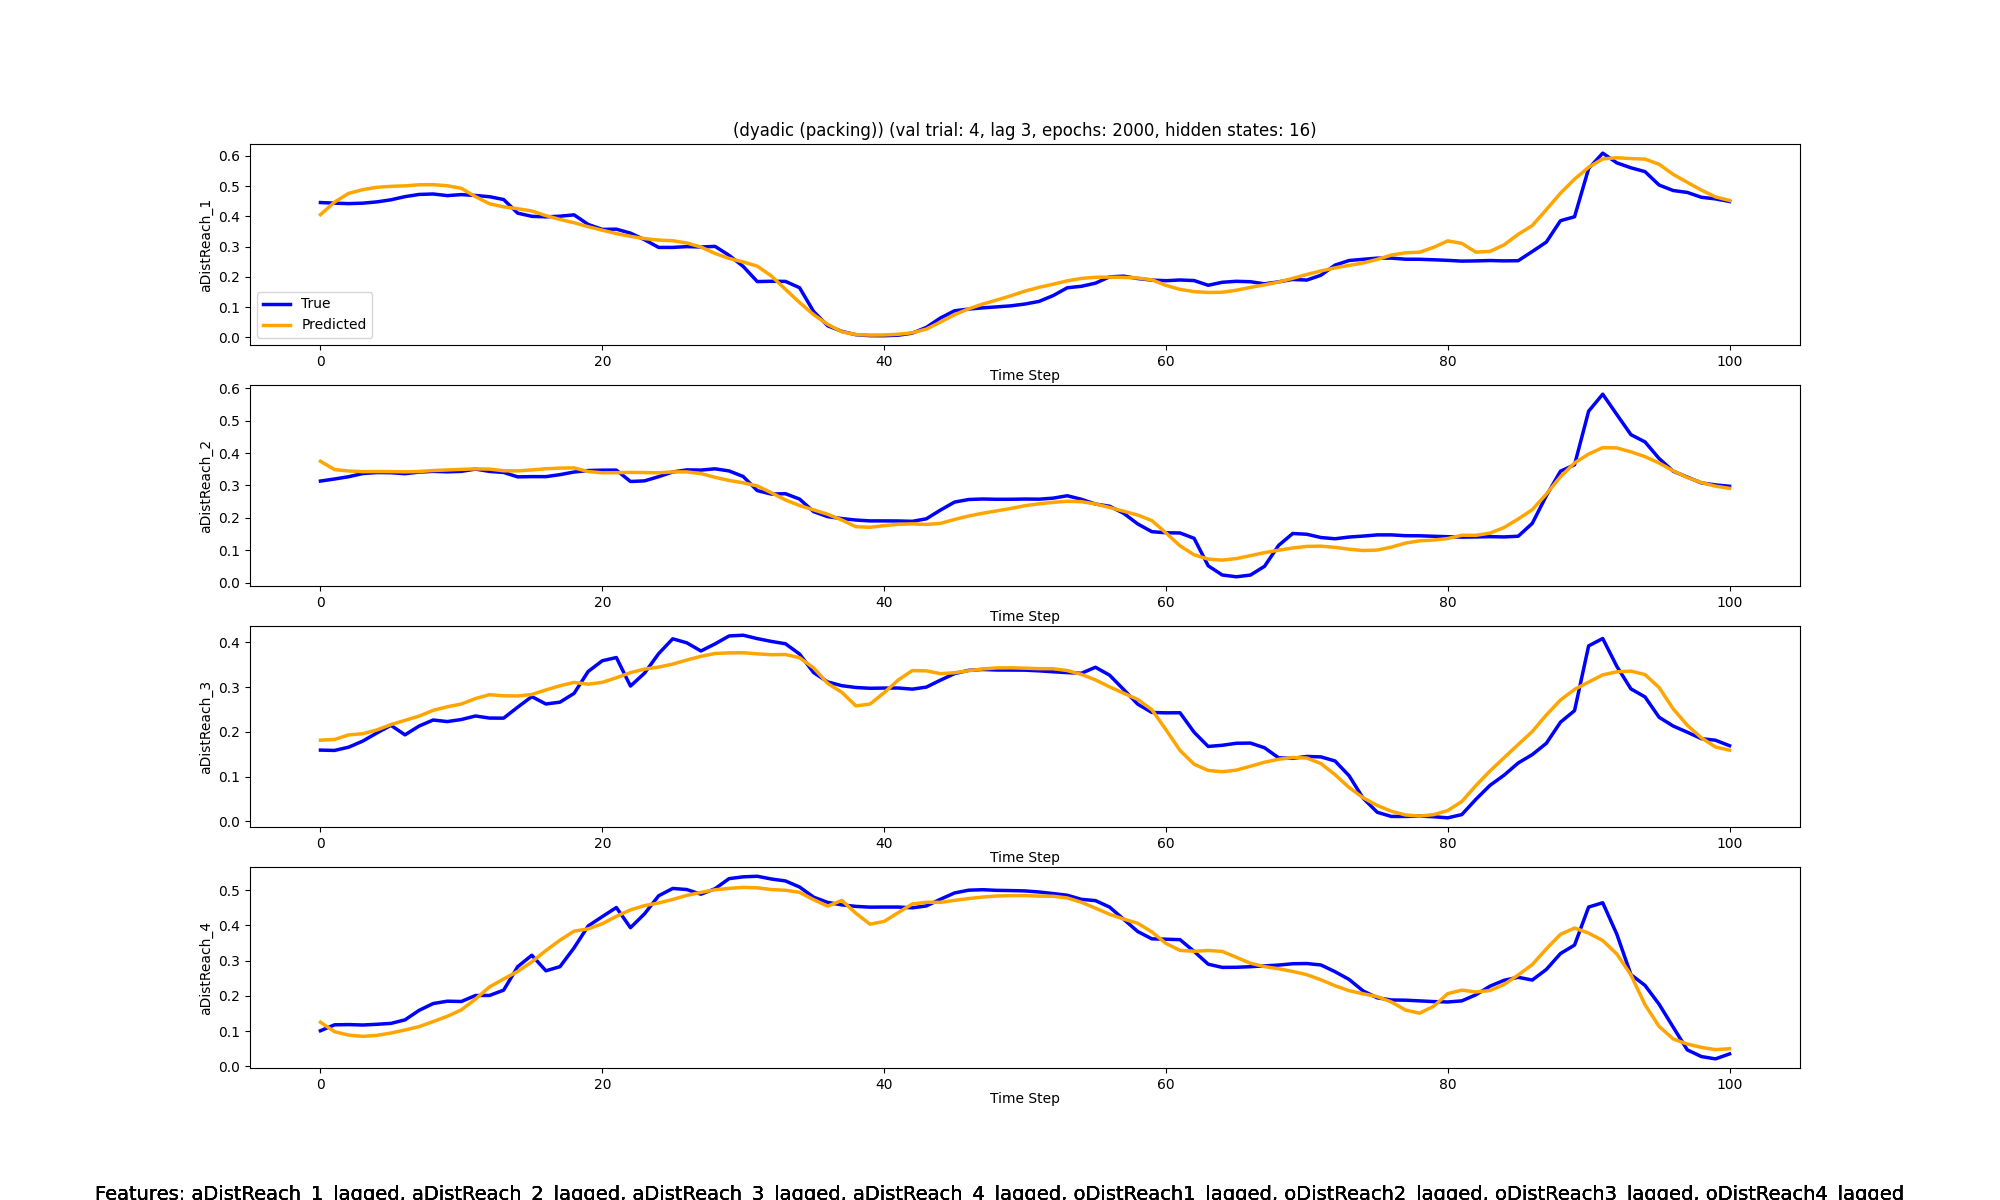 (dyadic (packing)) (val trial: 4, lag 3, epochs: 2000, hidden states: 16)
0.6
0.5
0.4
0.3
0.2
0.1
0.0
aDistReach_1
True
Predicted
0 20 40 60 80 100
Time Step
0.6
0.5
0.4
0.3
0.2
0.1
0.0
aDistReach_2
0 20 40 60 80 100
Time Step
0.4
0.3
0.2
0.1
0.0
aDistReach_3
0 20 40 60 80 100
Time Step
0.5
0.4
0.3
0.2
0.1
0.0
aDistReach_4
0 20 40 60 80 100
Time Step
Features: aDistReach_1_lagged, aDistReach_2_lagged, aDistReach_3_lagged, aDistReach_4_lagged, oDistReach1_lagged, oDistReach2_lagged, oDistReach3_lagged, oDistReach4_lagged